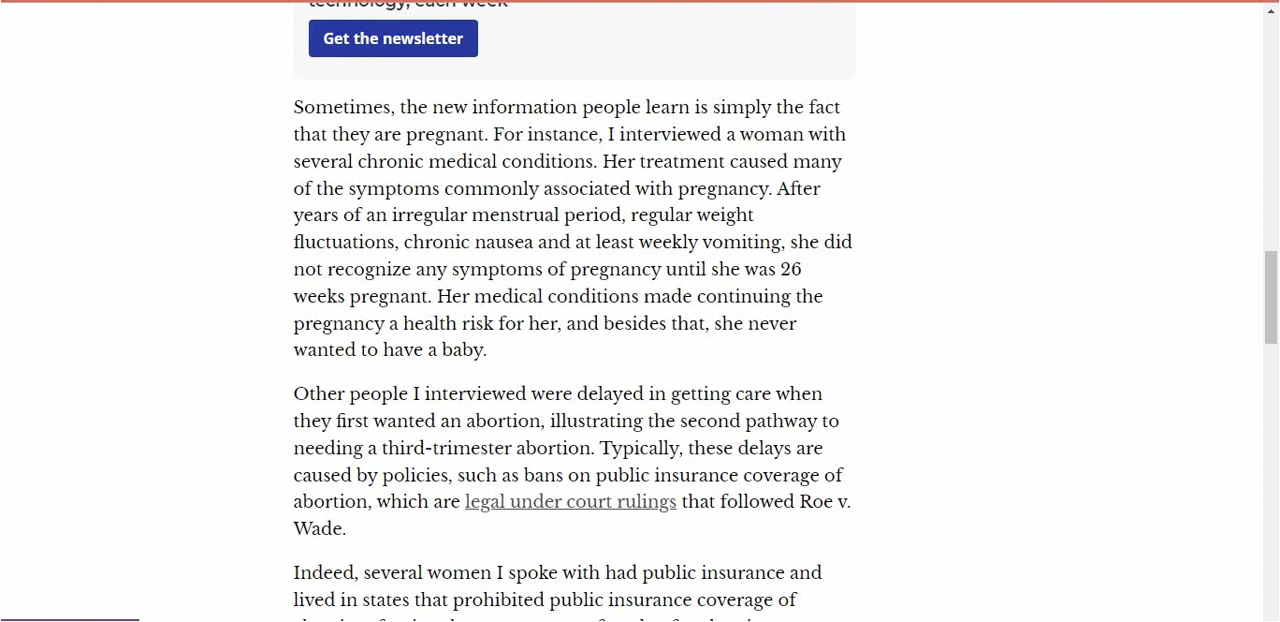 technology, each week
Get the newsletter
Sometimes, the new information people learn is simply the fact
that they are pregnant. For instance, I interviewed a woman with
several chronic medical conditions. Her treatment caused many
of the symptoms commonly associated with pregnancy. After
years of an irregular menstrual period, regular weight
fluctuations, chronic nausea and at least weekly vomiting, she did
not recognize any symptoms of pregnancy until she was 26
weeks pregnant. Her medical conditions made continuing the
pregnancy a health risk for her, and besides that, she never
wanted to have a baby.
Other people I interviewed were delayed in getting care when
they first wanted an abortion, illustrating the second pathway to
needing a third-trimester abortion. Typically, these delays are
caused by policies, such as bans on public insurance coverage of
abortion, which are legal under court rulings that followed Roe v.
Wade.
Indeed, several women I spoke with had public insurance and
lived in states that prohibited public insurance coverage of